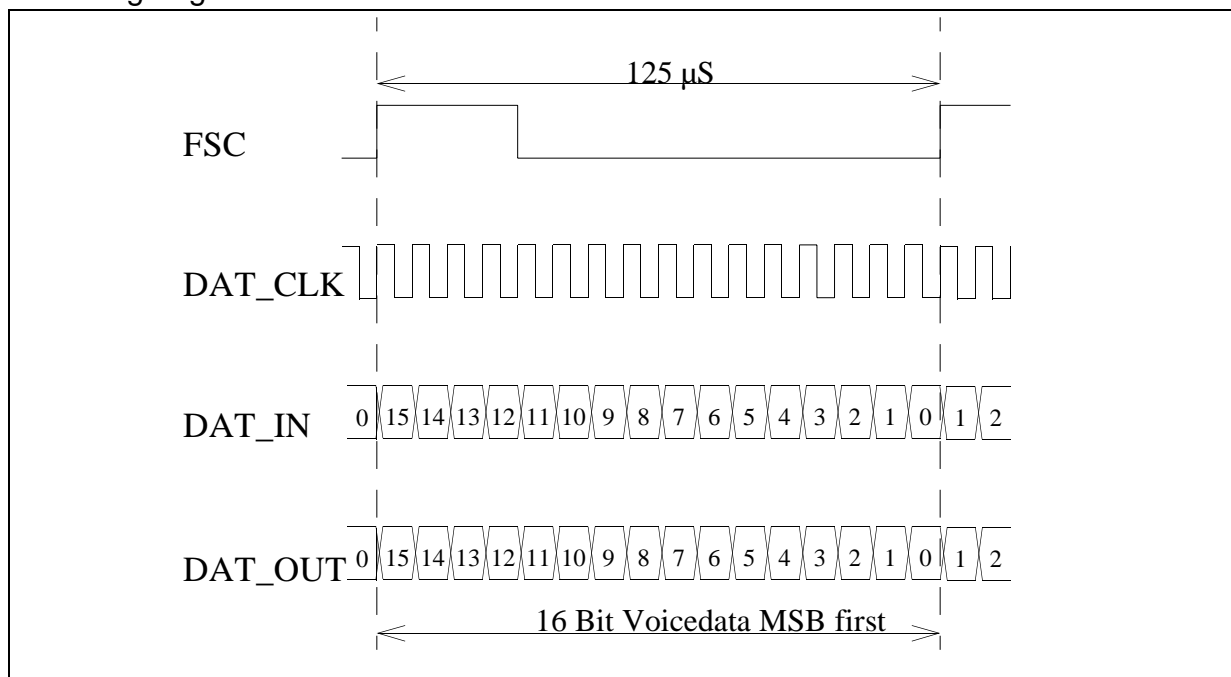 125 µS
FSC
DAT_CLK
DAT_IN 0 15 14 13 12 11 10 9 8 7 6 5 4 3 2 1 0 1 2
DAT_OUT 0 15 14 13 12 11 10 9 8 7 6 5 4 3 2 1 0 1 2
16 Bit Voicedata MSB first